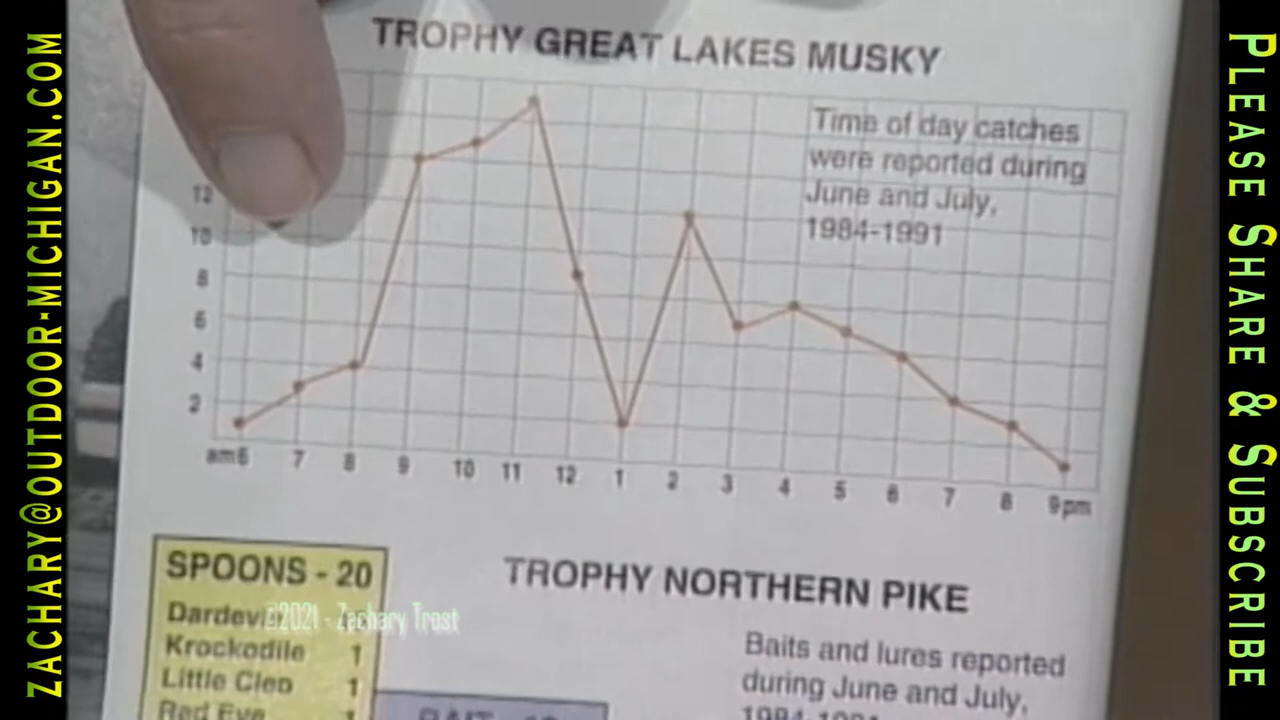 ZACHARY@OUTDOOR-MICHIGAN.COM
TROPHY GREAT LAKES MUSKY
Time of day catches
were reported during
June and July,
1984-1991
12
10
8
6
4
2
am6 7 8 9 10 11 12 1 2 3 4 5 6 7 8 9pm
SPOONS - 20
TROPHY NORTHERN PIKE
©2021 - Zachary Trost
Krockodile 1
Little Cleo 1
Red Eye 1
Baits and lures reported
during June and July,
PLEASE SHARE & SUBSCRIBE